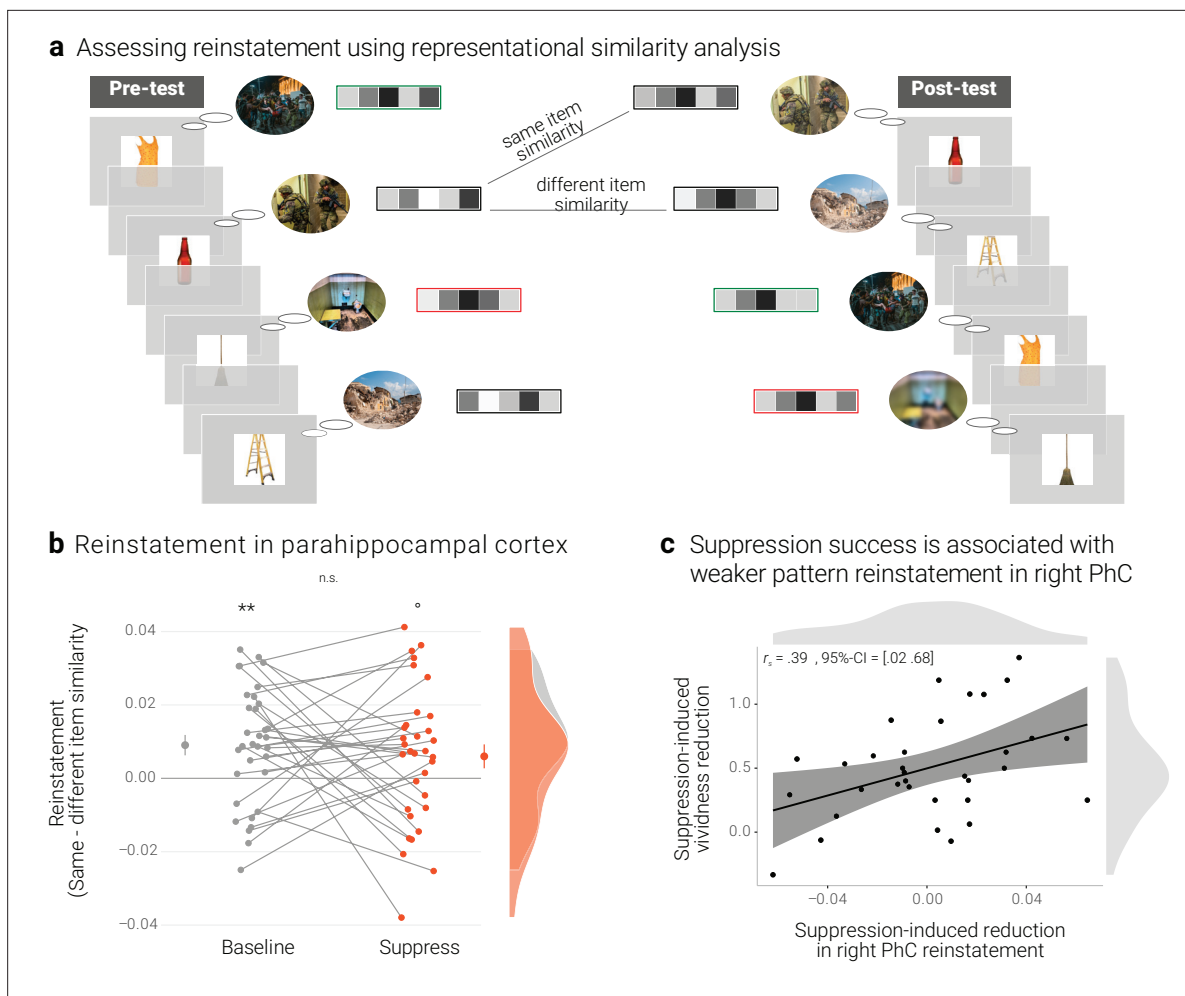 a Assessing reinstatement using representational similarity analysis
Pre-test
Post-test
same item
similarity
different item
similarity
b Reinstatement in parahippocampal cortex
n.s.
**
°
Reinstatement
(Same - different item similarity
0.04
0.02
0.00
−0.02
−0.04
Baseline
Suppress
c Suppression success is associated with
weaker pattern reinstatement in right PhC
rs = .39 , 95%-CI = [.02 .68]
Suppression-induced
vividness reduction
1.0
0.5
0.0
−0.04
0.00
0.04
Suppression-induced reduction
in right PhC reinstatement